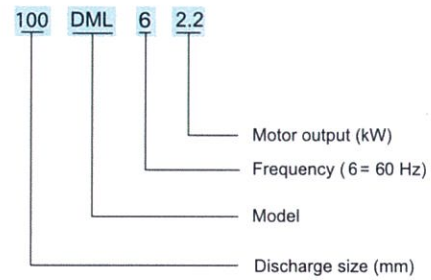 100 DML 6 2.2
Motor output (kW)
Frequency (6= 60 Hz)
Model
Discharge size (mm)